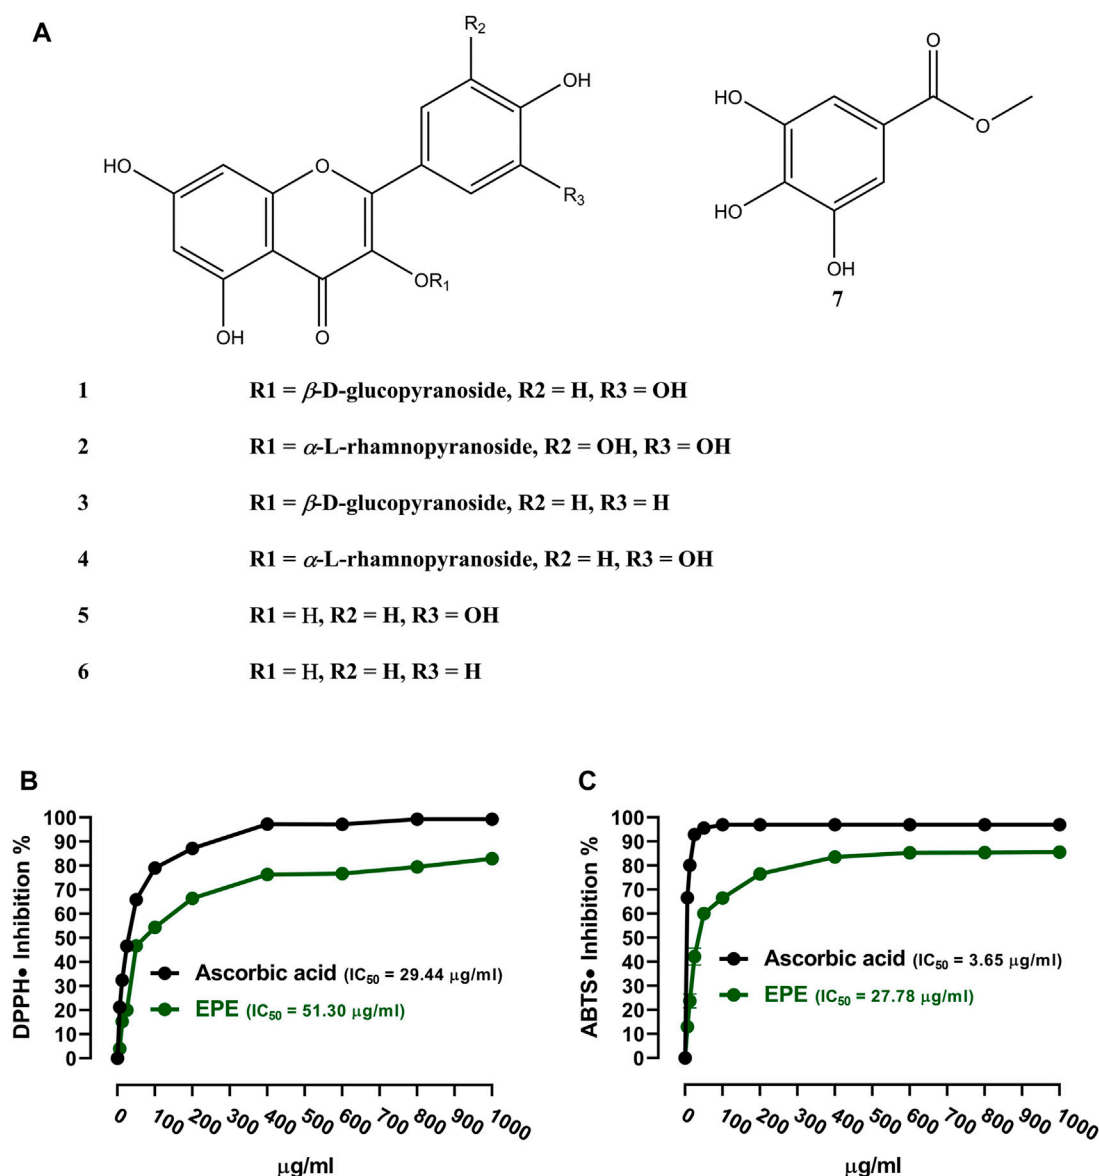 A
R₂
OH
HO
O
R₃
OR₁
OH
O
O
HO
O
HO
OH
7
1 R1 = β-D-glucopyranoside, R2 = H, R3 = OH
2 R1 = α-L-rhamnopyranoside, R2 = OH, R3 = OH
3 R1 = β-D-glucopyranoside, R2 = H, R3 = H
4 R1 = α-L-rhamnopyranoside, R2 = H, R3 = OH
5 R1 = H, R2 = H, R3 = OH
6 R1 = H, R2 = H, R3 = H
B
DPPH● Inhibition %
100
90
80
70
60
50
40
30
20
10
0
Ascorbic acid (IC₅₀ = 29.44 μg/ml)
EPE (IC₅₀ = 51.30 μg/ml)
0 100 200 300 400 500 600 700 800 900 1000
μg/ml
C
ABTS● Inhibition %
100
90
80
70
60
50
40
30
20
10
0
Ascorbic acid (IC₅₀ = 3.65 μg/ml)
EPE (IC₅₀ = 27.78 μg/ml)
0 100 200 300 400 500 600 700 800 900 1000
μg/ml